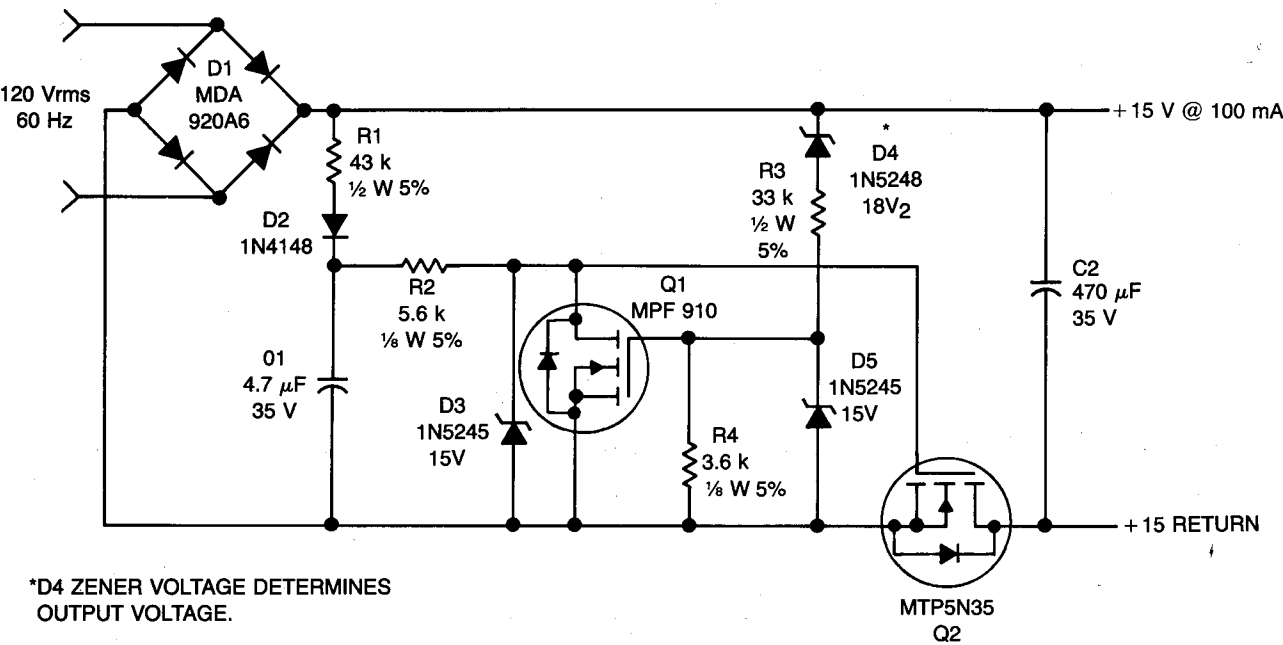 120 Vrms
60 Hz
D1
MDA
920A6
R1
43 k
½ W 5%
D2
1N4148
R2
5.6 k
⅛ W 5%
01
4.7 μF
35 V
D3
1N5245
15V
Q1
MPF 910
R3
33 k
½ W
5%
*
D4
1N5248
18V2
D5
1N5245
15V
R4
3.6 k
⅛ W 5%
C2
470 μF
35 V
+15 V @ 100 mA
+15 RETURN
MTP5N35
Q2
*D4 ZENER VOLTAGE DETERMINES
OUTPUT VOLTAGE.